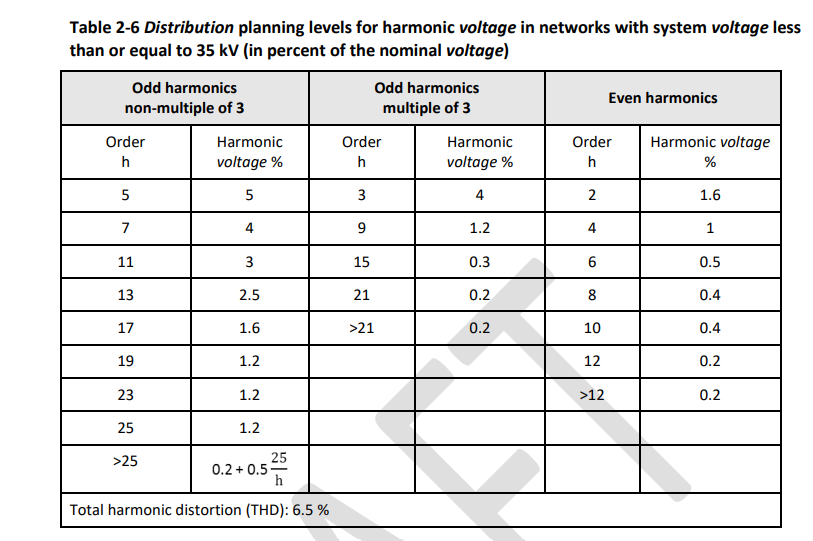 Table 2-6 Distribution planning levels for harmonic voltage in networks with system voltage less
than or equal to 35 kV (in percent of the nominal voltage)
Odd harmonics non-multiple of 3 | Odd harmonics multiple of 3 | Even harmonics
Order h | Harmonic voltage % | Order h | Harmonic voltage % | Order h | Harmonic voltage %
5 | 5 | 3 | 4 | 2 | 1.6
7 | 4 | 9 | 1.2 | 4 | 1
11 | 3 | 15 | 0.3 | 6 | 0.5
13 | 2.5 | 21 | 0.2 | 8 | 0.4
17 | 1.6 | >21 | 0.2 | 10 | 0.4
19 | 1.2 | | | 12 | 0.2
23 | 1.2 | | | >12 | 0.2
25 | 1.2
>25 | 0.2 + 0.5 25/h
Total harmonic distortion (THD): 6.5 %